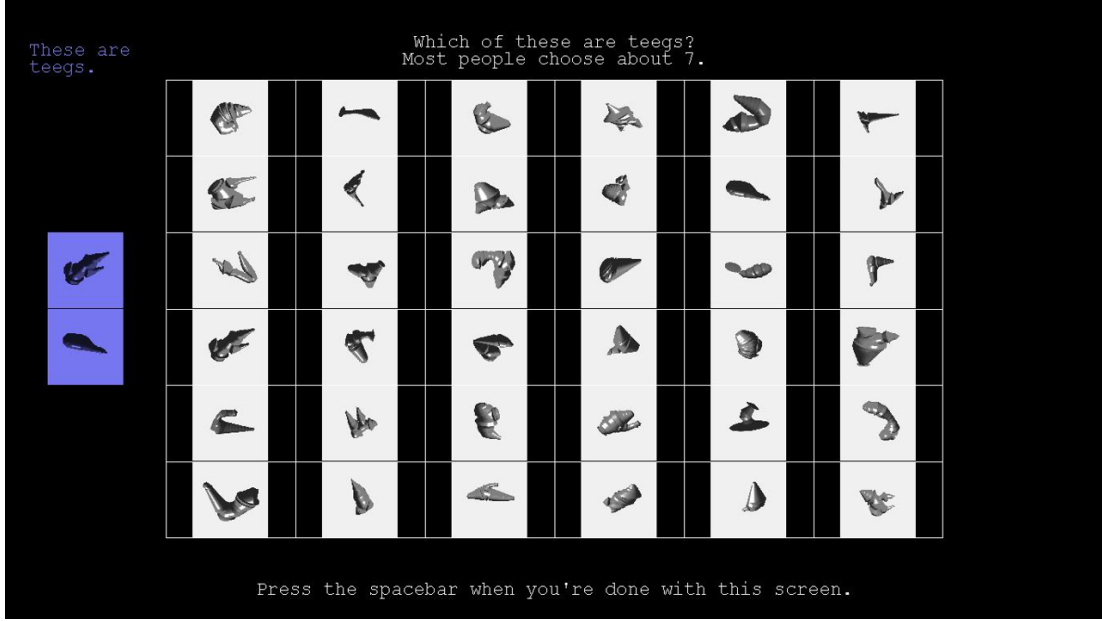 These are
teegs.
Which of these are teegs?
Most people choose about 7.
Press the spacebar when you're done with this screen.